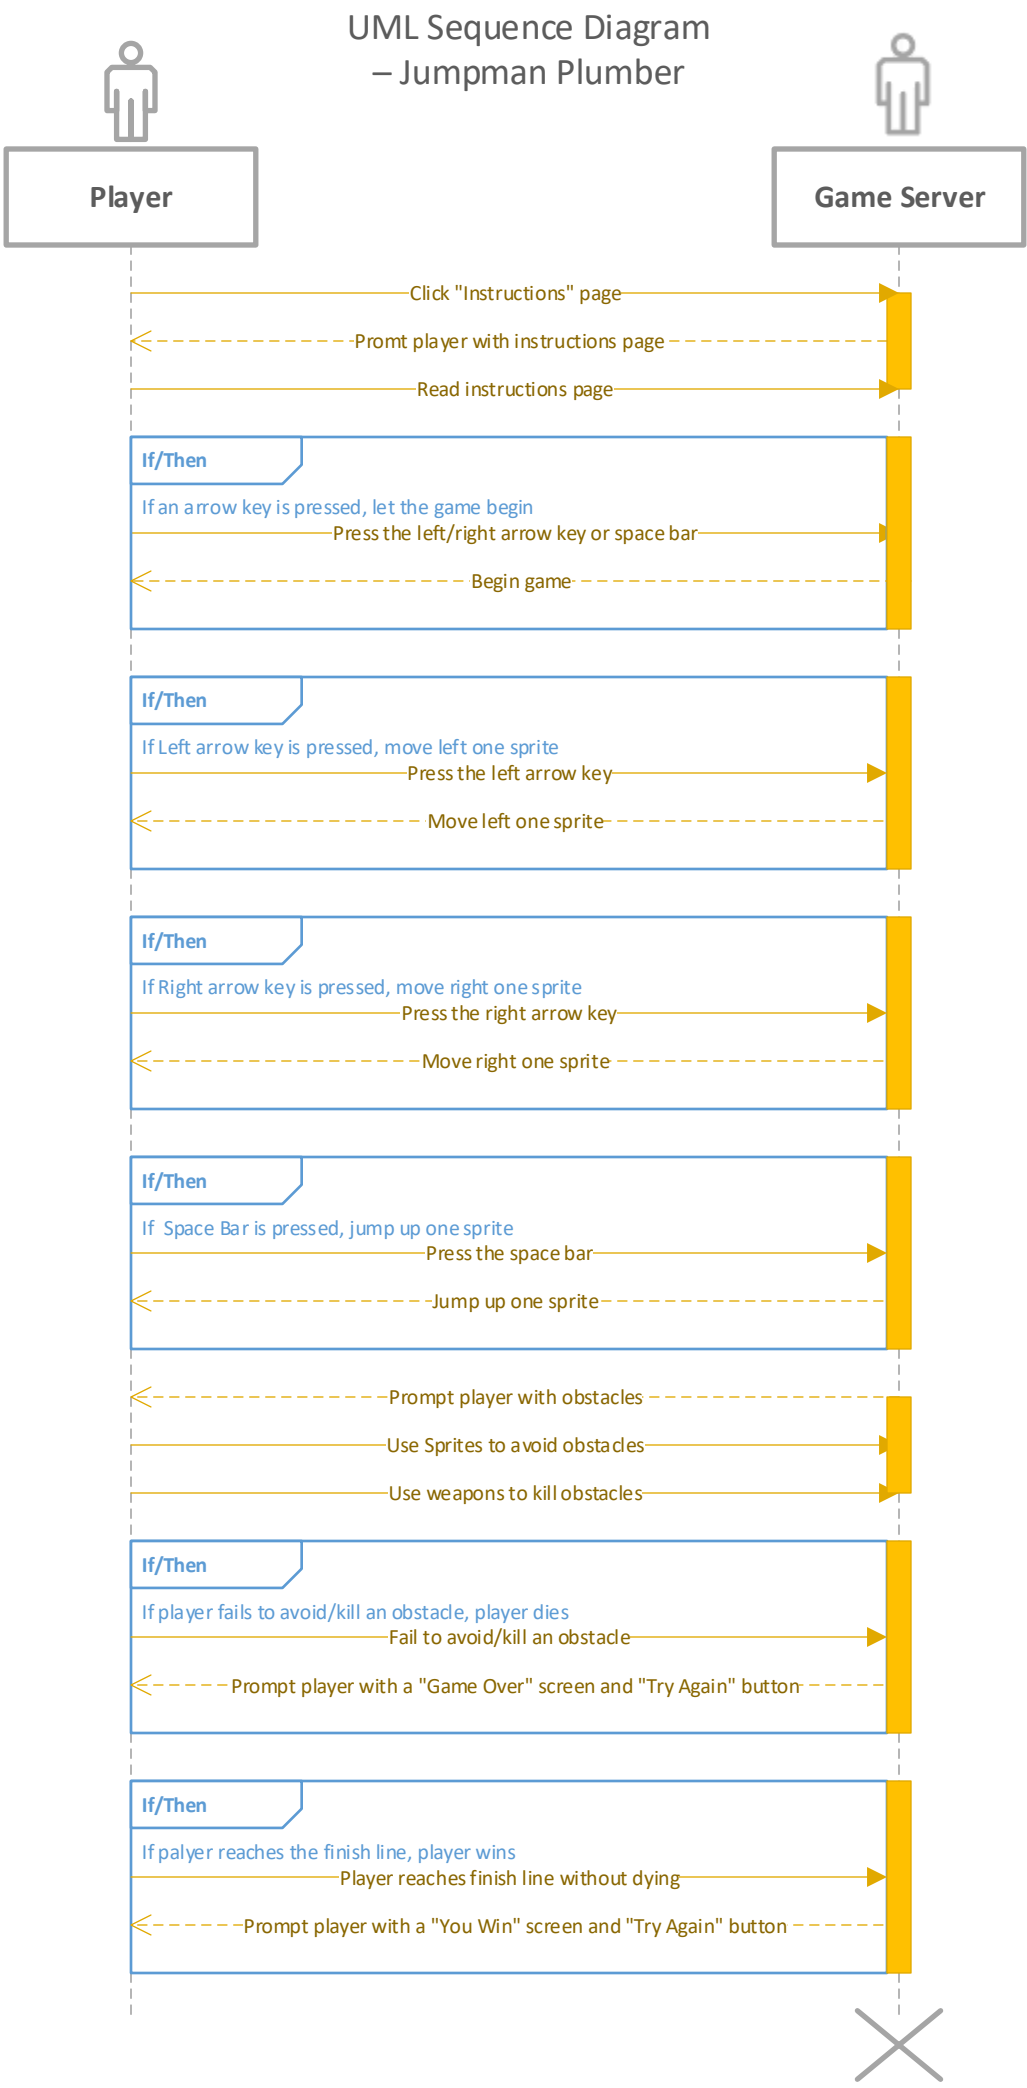 UML Sequence Diagram
– Jumpman Plumber
Player
Game Server
Click "Instructions" page
Promt player with instructions page
Read instructions page
If/Then
If an arrow key is pressed, let the game begin
Press the left/right arrow key or space bar
Begin game
If/Then
If Left arrow key is pressed, move left one sprite
Press the left arrow key
Move left one sprite
If/Then
If Right arrow key is pressed, move right one sprite
Press the right arrow key
Move right one sprite
If/Then
If Space Bar is pressed, jump up one sprite
Press the space bar
Jump up one sprite
Prompt player with obstacles
Use Sprites to avoid obstacles
Use weapons to kill obstacles
If/Then
If player fails to avoid/kill an obstacle, player dies
Fail to avoid/kill an obstacle
Prompt player with a "Game Over" screen and "Try Again" button
If/Then
If palyer reaches the finish line, player wins
Player reaches finish line without dying
Prompt player with a "You Win" screen and "Try Again" button